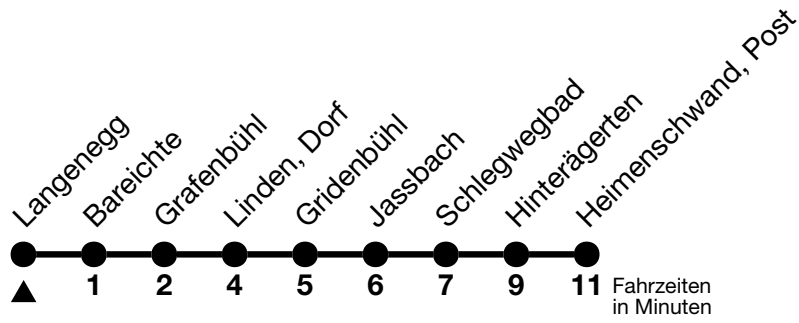 Langenegg
Bareichte
Grafenbühl
Linden, Dorf
Gridenbühl
Jassbach
Schlegwegbad
Hinterägerten
Heimenschwand, Post
1 2 4 5 6 7 9 11 Fahrzeiten
in Minuten